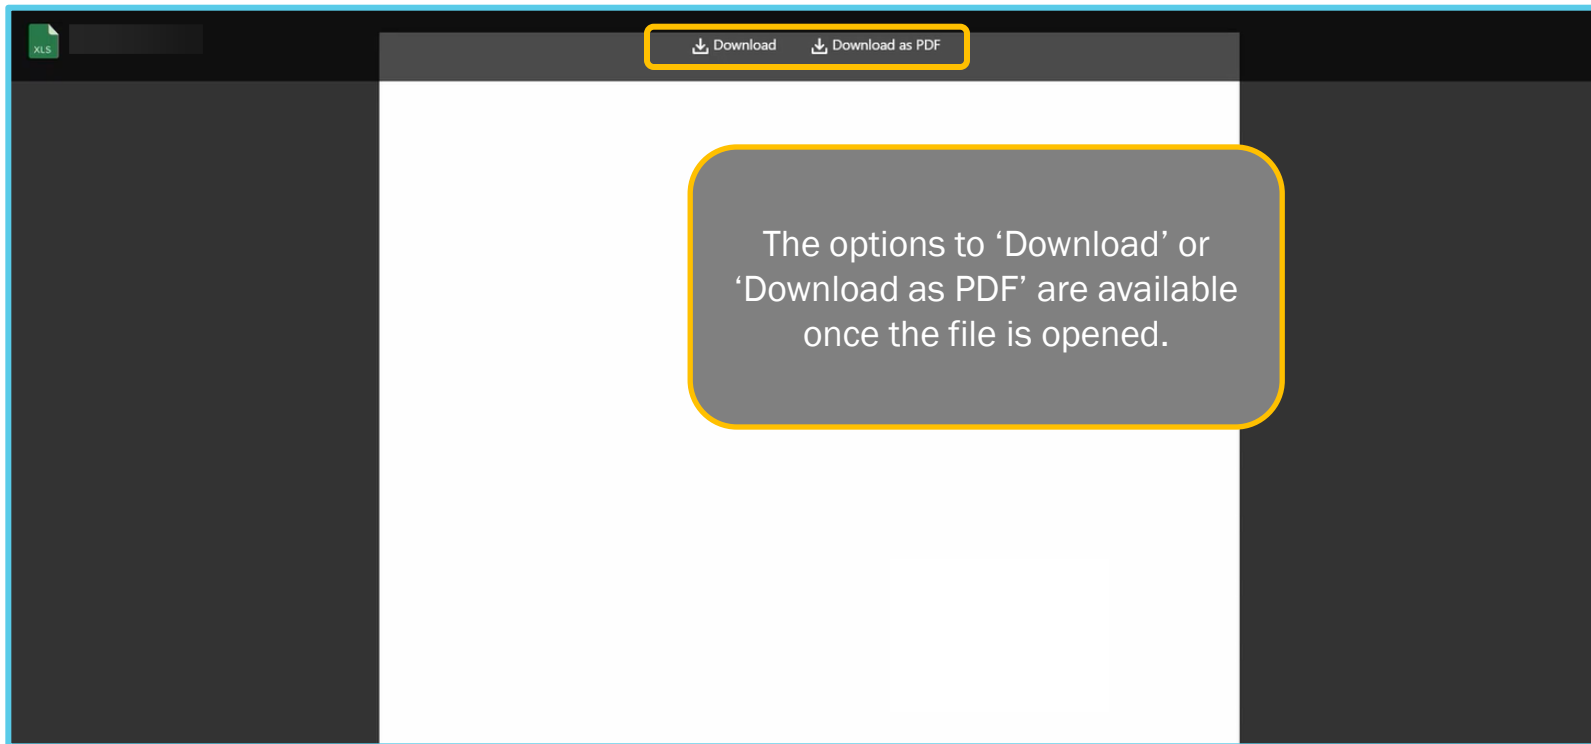 XLS
Download Download as PDF
The options to ‘Download’ or
‘Download as PDF’ are available
once the file is opened.